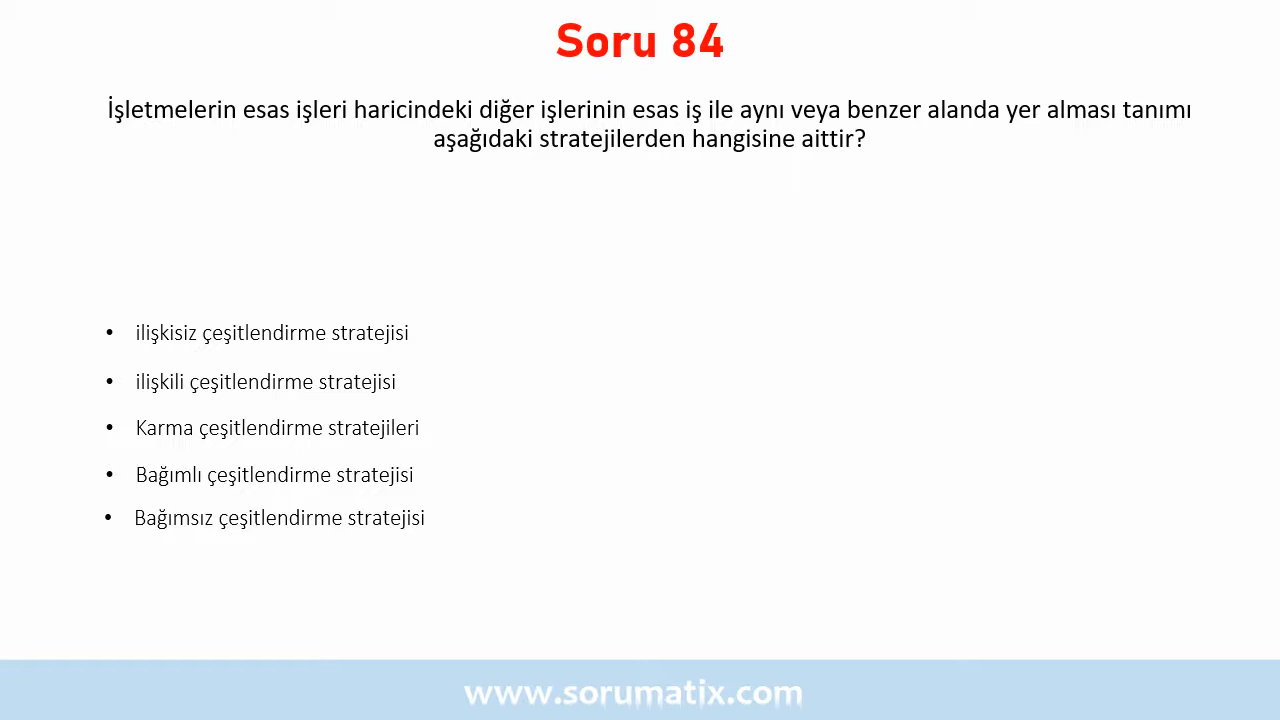 Soru 84
İşletmelerin esas işleri haricindeki diğer işlerinin esas iş ile aynı veya benzer alanda yer alması tanımı
aşağıdaki stratejilerden hangisine aittir?
• ilişkisiz çeşitlendirme stratejisi
• ilişkili çeşitlendirme stratejisi
• Karma çeşitlendirme stratejileri
• Bağımlı çeşitlendirme stratejisi
• Bağımsız çeşitlendirme stratejisi
www.sorumatix.com